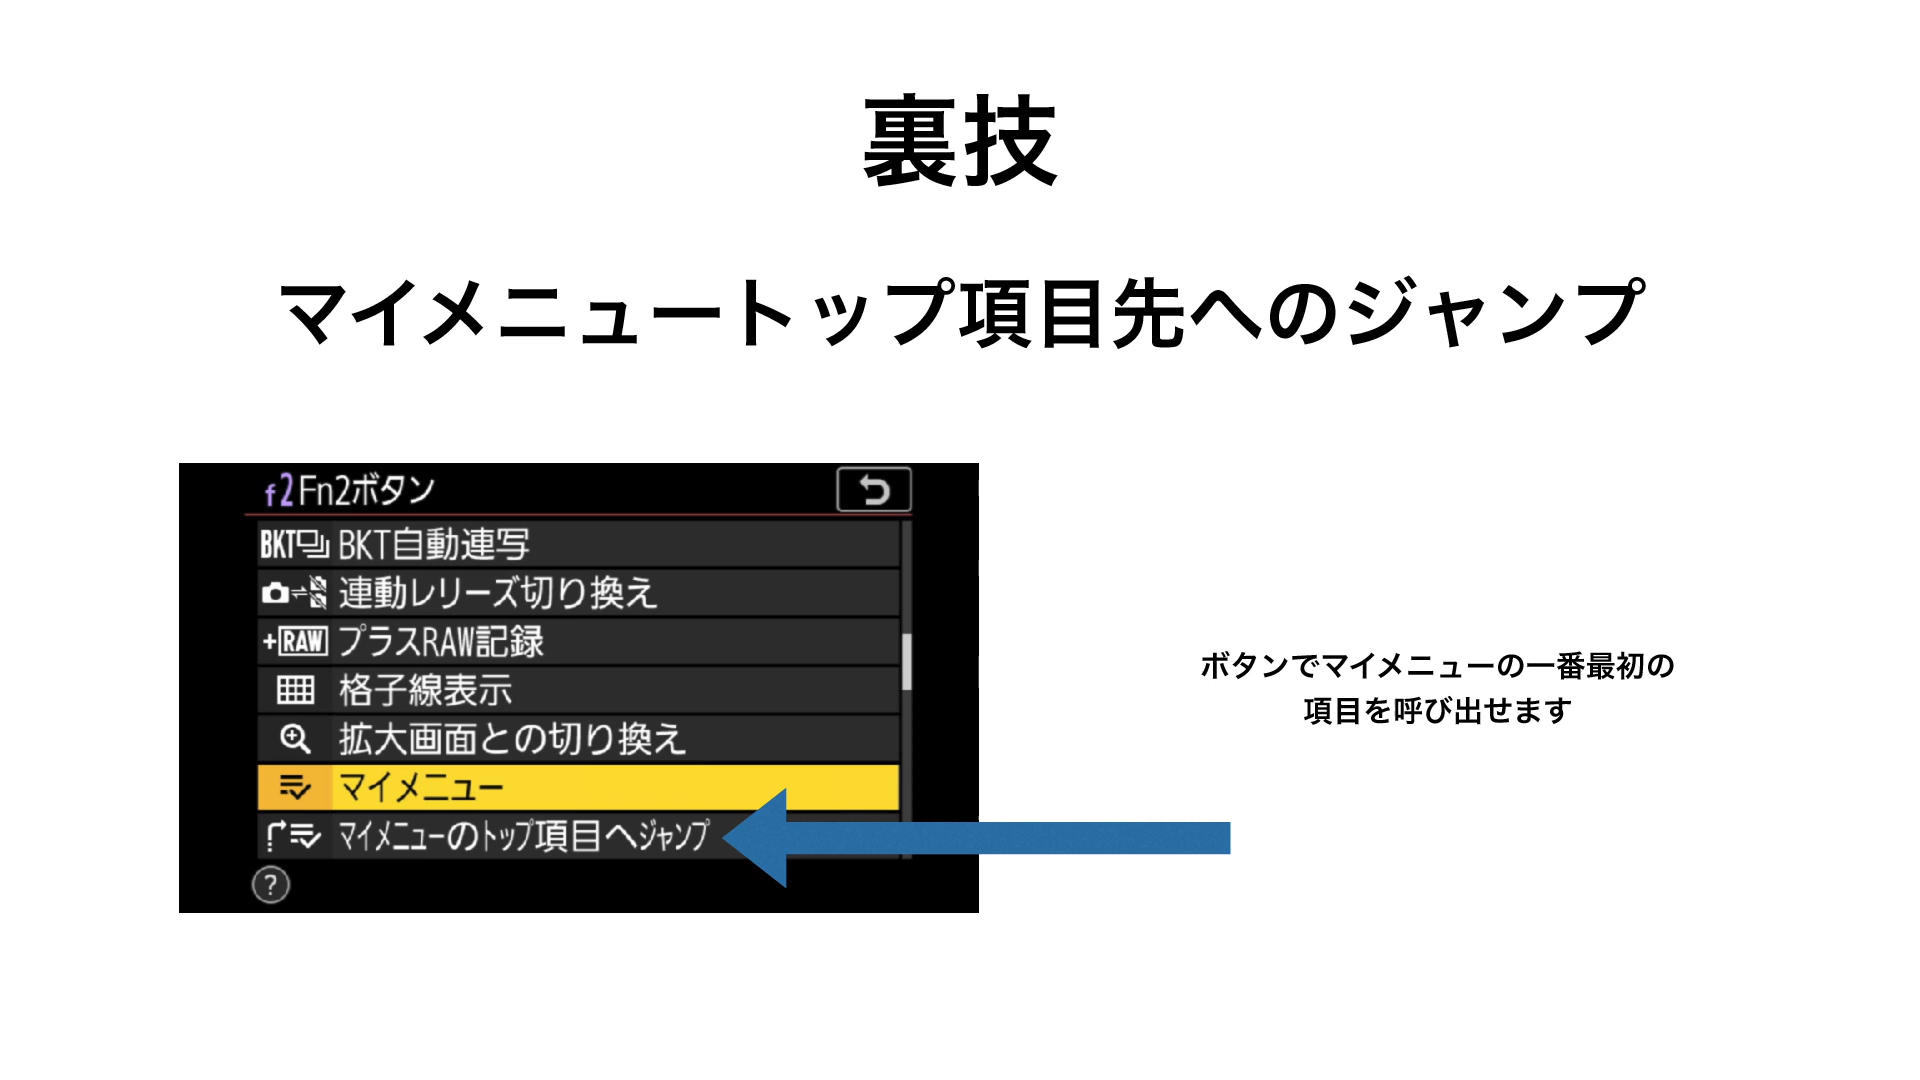 裏技
マイメニュートップ項目先へのジャンプ
f2 Fn2ボタン
BKT BKT自動連写
連動レリーズ切り換え
+RAW プラスRAW記録
格子線表示
拡大画面との切り換え
マイメニュー
マイメニューのトップ項目へジャンプ
?
ボタンでマイメニューの一番最初の
項目を呼び出せます